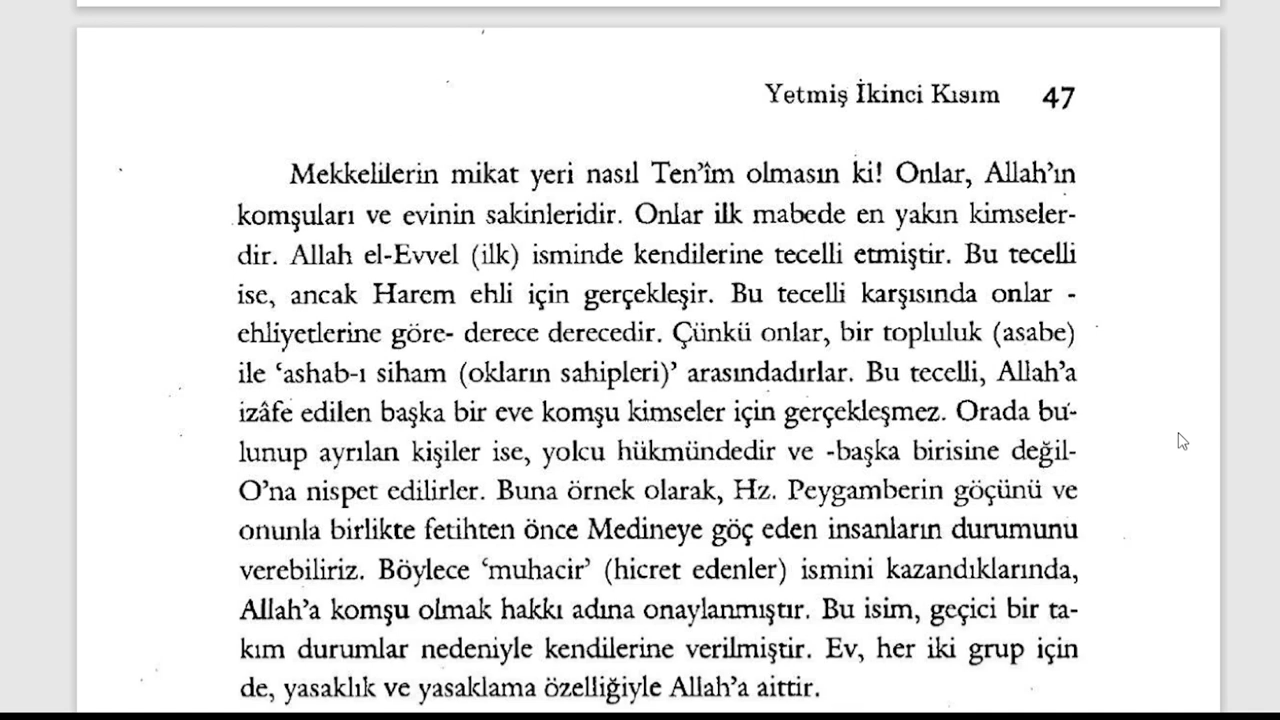 Yetmiş İkinci Kısım 47
Mekkelilerin mikat yeri nasıl Ten'îm olmasın ki! Onlar, Allah'ın
komşuları ve evinin sakinleridir. Onlar ilk mabede en yakın kimseler-
dir. Allah el-Evvel (ilk) isminde kendilerine tecelli etmiştir. Bu tecelli
ise, ancak Harem ehli için gerçekleşir. Bu tecelli karşısında onlar -
ehliyetlerine göre- derece derecedir. Çünkü onlar, bir topluluk (asabe)
ile 'ashab-ı siham (okların sahipleri)' arasındadırlar. Bu tecelli, Allah'a
izâfe edilen başka bir eve komşu kimseler için gerçekleşmez. Orada bu-
lunup ayrılan kişiler ise, yolcu hükmündedir ve -başka birisine değil-
O'na nispet edilirler. Buna örnek olarak, Hz. Peygamberin göçünü ve
onunla birlikte fetihten önce Medineye göç eden insanların durumunu
verebiliriz. Böylece 'muhacir' (hicret edenler) ismini kazandıklarında,
Allah'a komşu olmak hakkı adına onaylanmıştır. Bu isim, geçici bir ta-
kım durumlar nedeniyle kendilerine verilmiştir. Ev, her iki grup için
de, yasaklık ve yasaklama özelliğiyle Allah'a aittir.